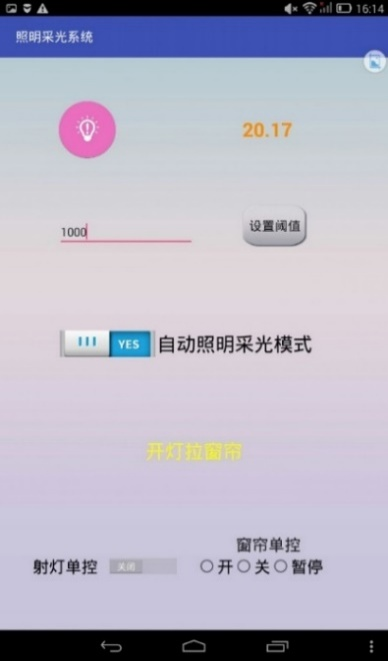 16:14
照明采光系统
20.17
1000
设置阈值
YES 自动照明采光模式
开灯拉窗帘
窗帘单控
射灯单控 关闭 开 关 暂停